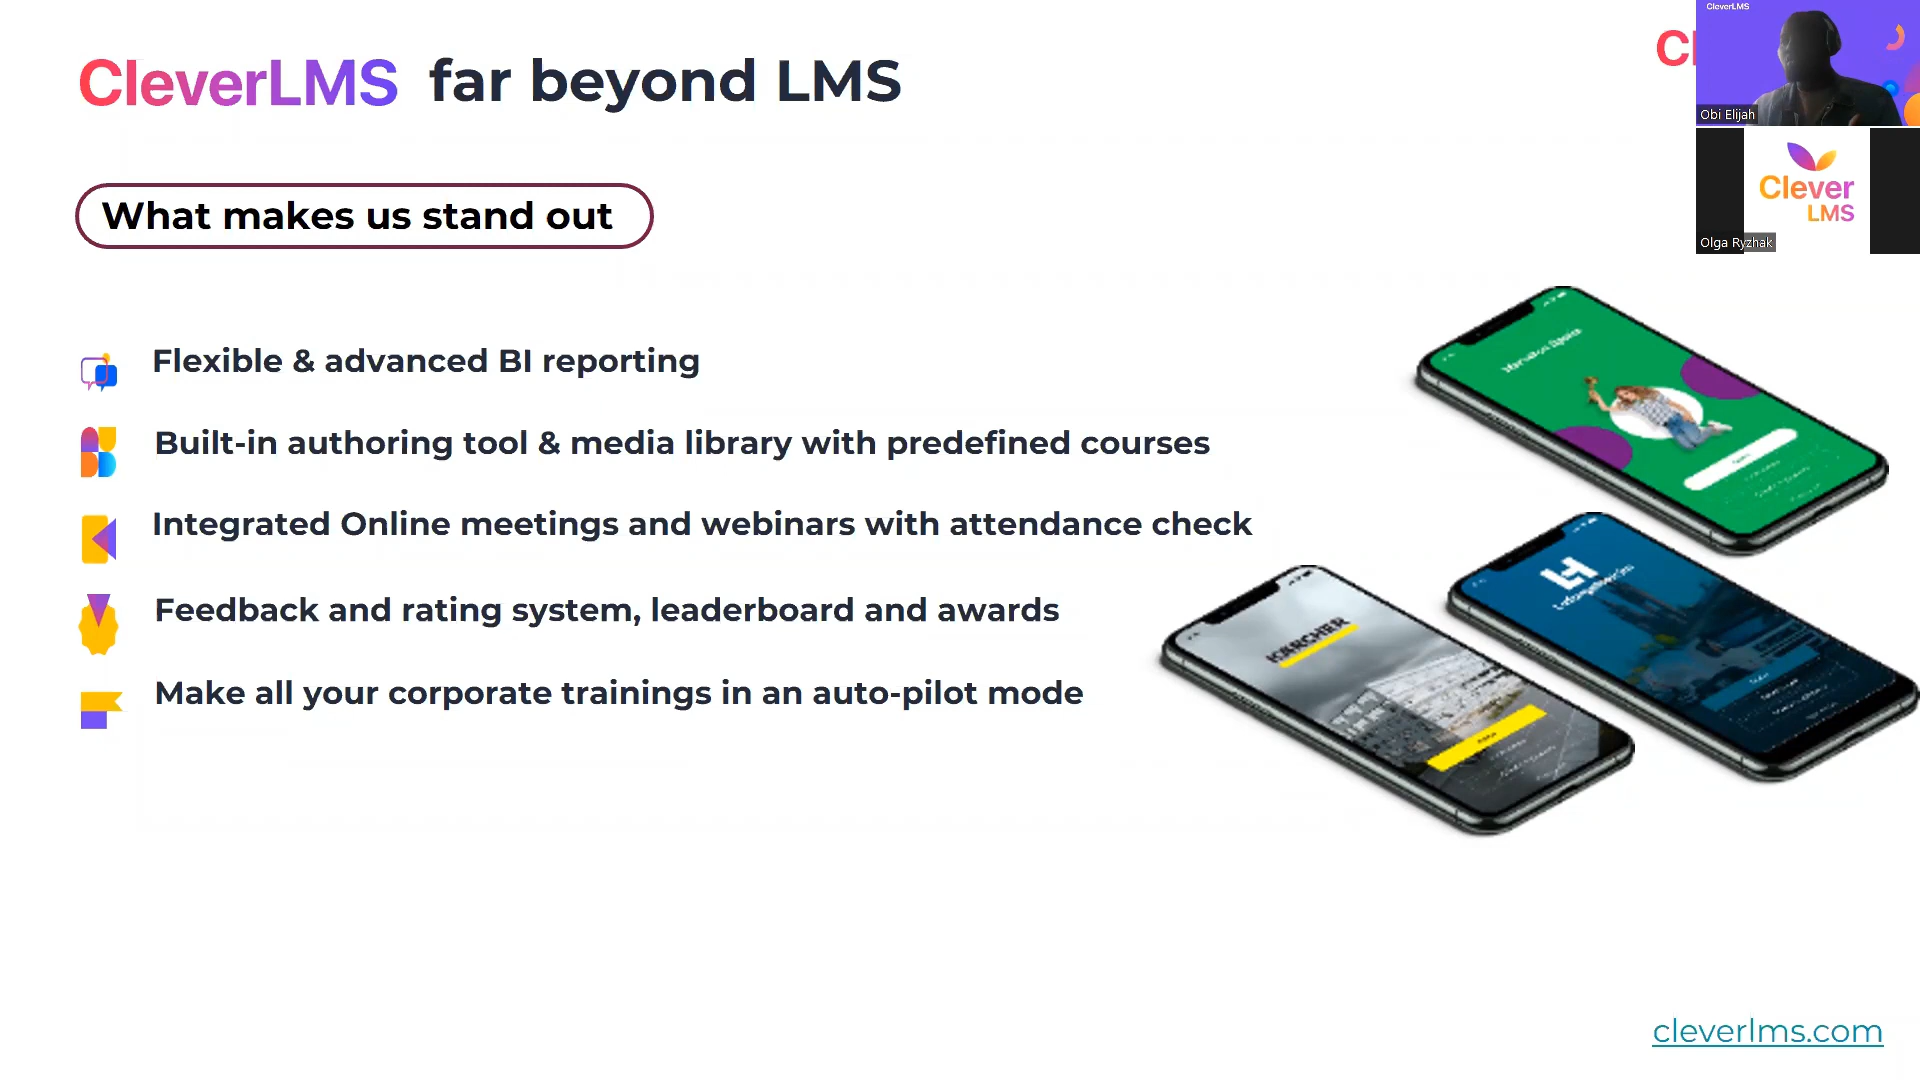 CleverLMS far beyond LMS
CleverLMS
Obi Elijah
Clever
LMS
Olga Ryzhak
What makes us stand out
Flexible & advanced BI reporting
Built-in authoring tool & media library with predefined courses
Integrated Online meetings and webinars with attendance check
Feedback and rating system, leaderboard and awards
Make all your corporate trainings in an auto-pilot mode
KÄRCHER
cleverlms.com